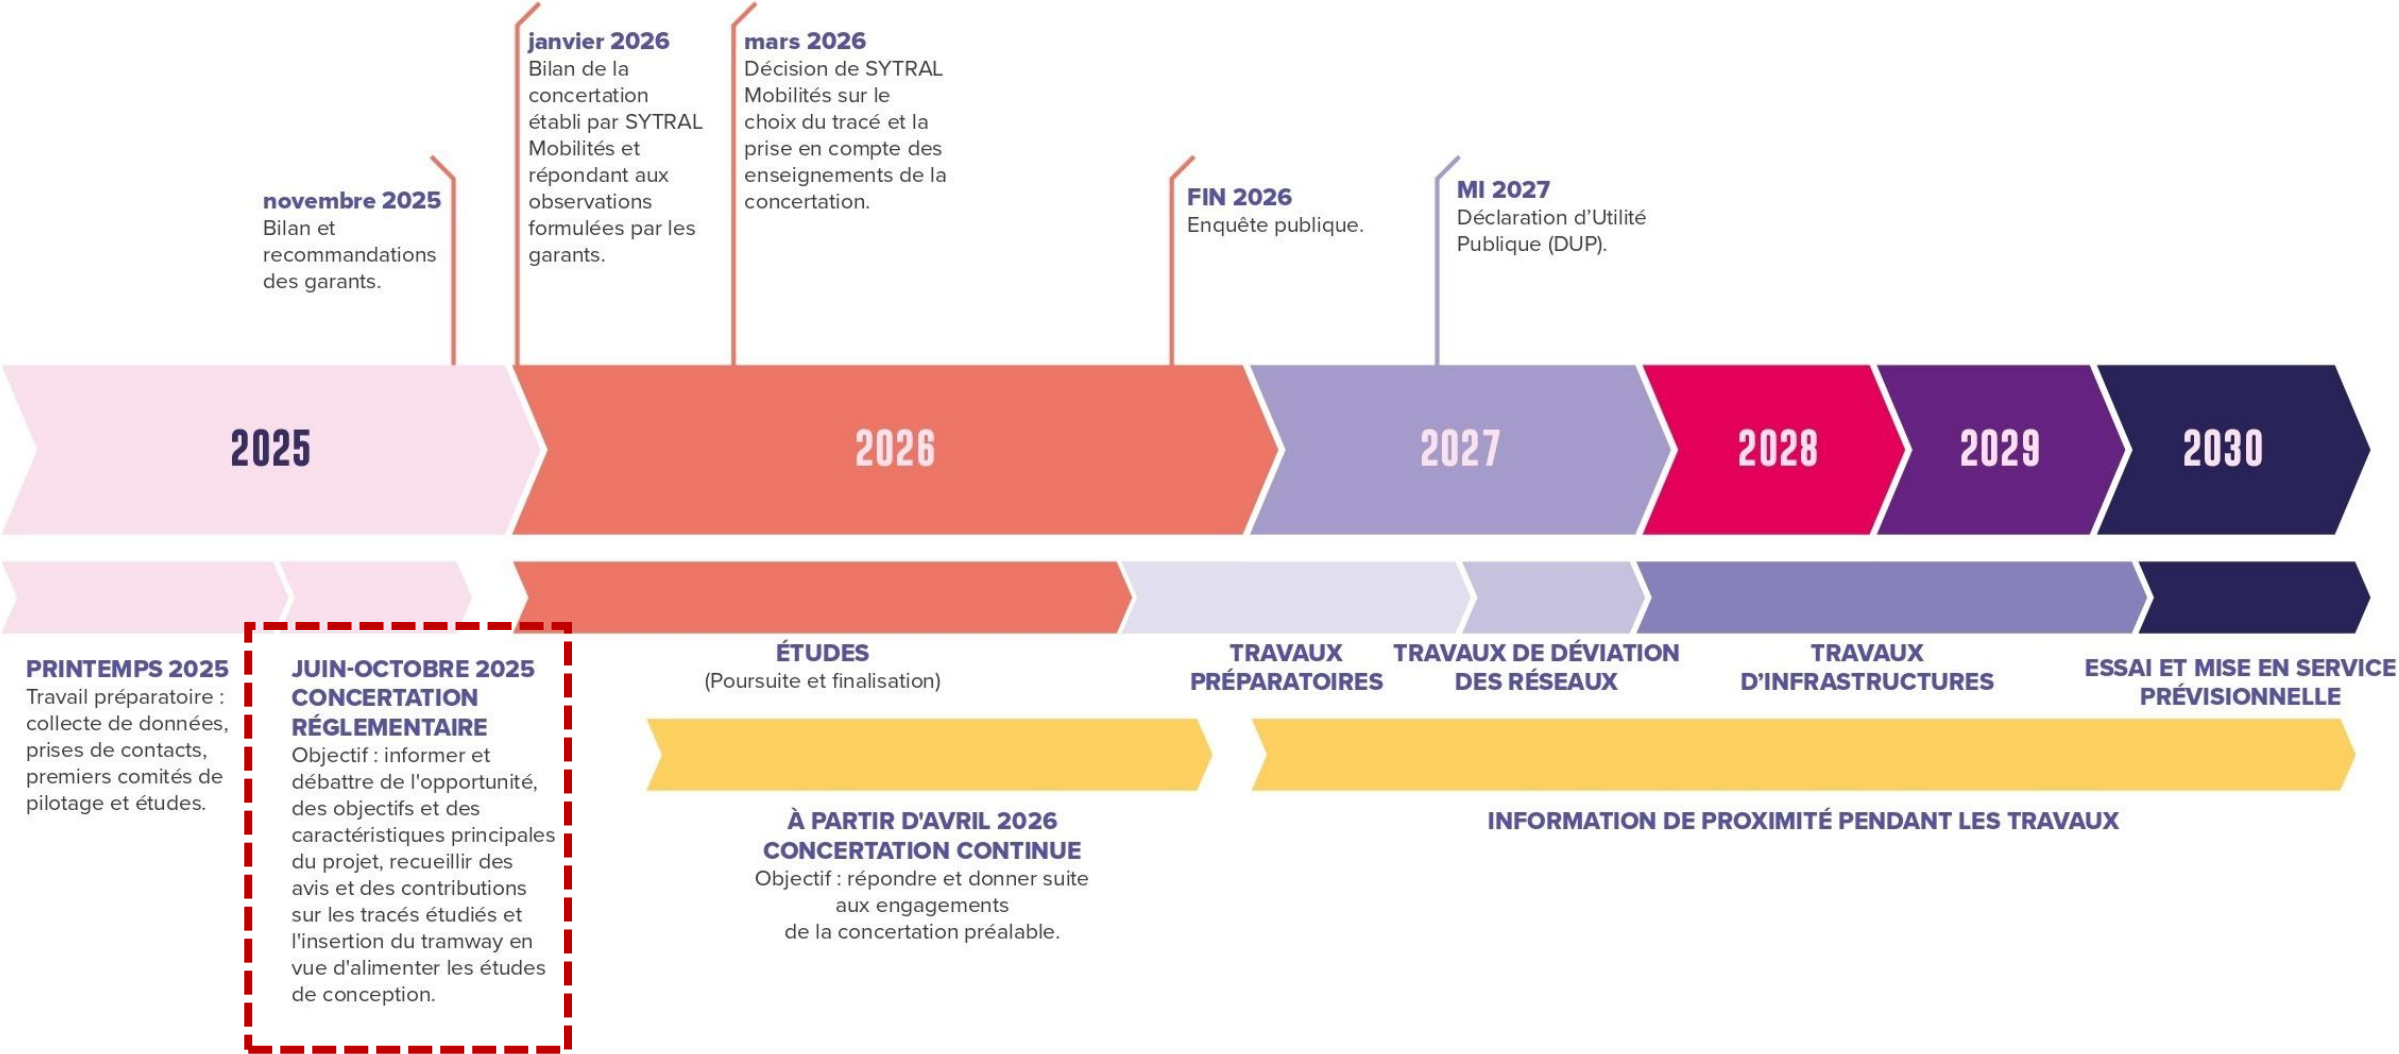 janvier 2026
Bilan de la
concertation
établi par SYTRAL
Mobilités et
répondant aux
observations
formulées par les
garants.
mars 2026
Décision de SYTRAL
Mobilités sur le
choix du tracé et la
prise en compte des
enseignements de la
concertation.
novembre 2025
Bilan et
recommandations
des garants.
FIN 2026
Enquête publique.
MI 2027
Déclaration d’Utilité
Publique (DUP).
2025
2026
2027
2028
2029
2030
PRINTEMPS 2025
Travail préparatoire :
collecte de données,
prises de contacts,
premiers comités de
pilotage et études.
JUIN-OCTOBRE 2025
CONCERTATION
RÉGLEMENTAIRE
Objectif : informer et
débattre de l'opportunité,
des objectifs et des
caractéristiques principales
du projet, recueillir des
avis et des contributions
sur les tracés étudiés et
l'insertion du tramway en
vue d'alimenter les études
de conception.
ÉTUDES
(Poursuite et finalisation)
TRAVAUX
PRÉPARATOIRES
TRAVAUX DE DÉVIATION
DES RÉSEAUX
TRAVAUX
D’INFRASTRUCTURES
ESSAI ET MISE EN SERVICE
PRÉVISIONNELLE
À PARTIR D'AVRIL 2026
CONCERTATION CONTINUE
Objectif : répondre et donner suite
aux engagements
de la concertation préalable.
INFORMATION DE PROXIMITÉ PENDANT LES TRAVAUX